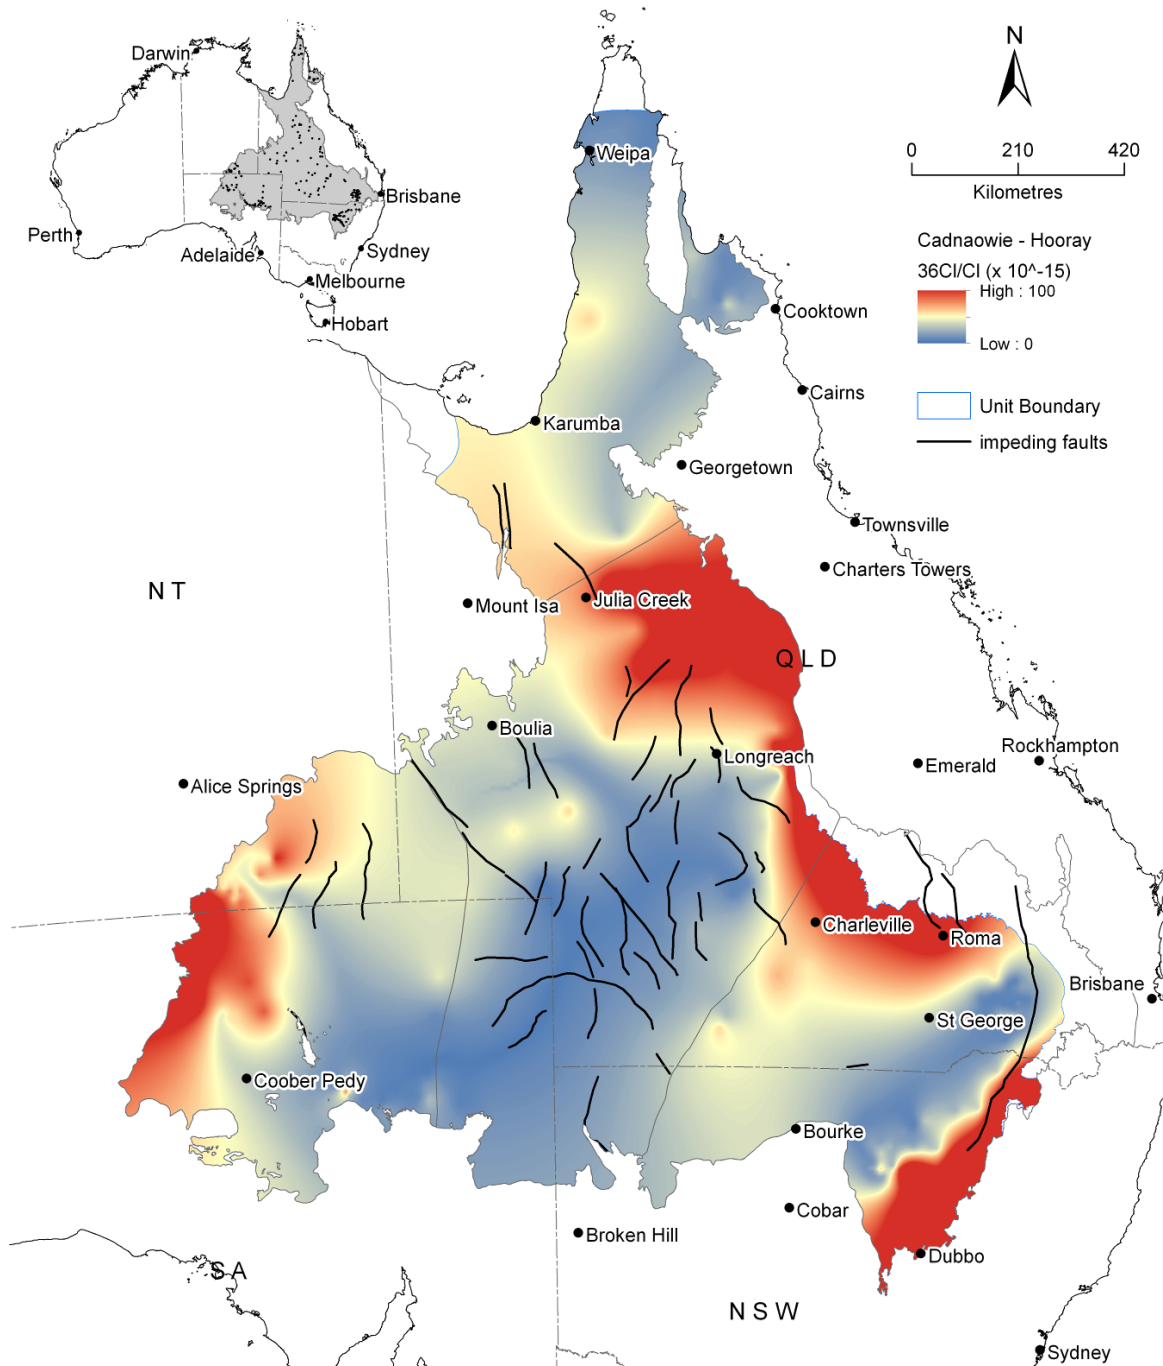 N
Darwin
0 210 420
Kilometres
Weipa
Brisbane
Perth
Adelaide
Sydney
Melbourne
Hobart
Cadnaowie - Hooray
36Cl/Cl (x 10^-15)
High : 100
Low : 0
Cooktown
Cairns
Unit Boundary
impeding faults
Karumba
Georgetown
Townsville
Charters Towers
N T
Mount Isa
Julia Creek
Q L D
Boulia
Longreach
Rockhampton
Emerald
Alice Springs
Charleville
Roma
Brisbane
St George
Coober Pedy
Bourke
Cobar
Broken Hill
Dubbo
S A
N S W
Sydney